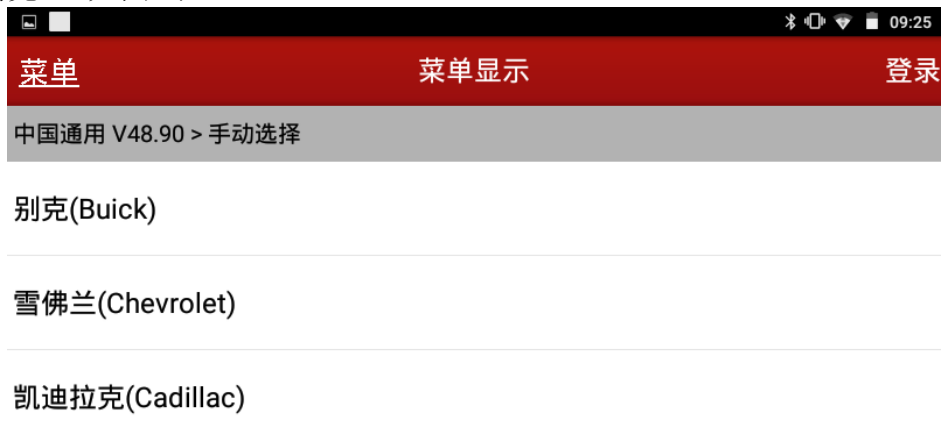 09:25
菜单 菜单显示 登录
中国通用 V48.90 > 手动选择
别克(Buick)
雪佛兰(Chevrolet)
凯迪拉克(Cadillac)